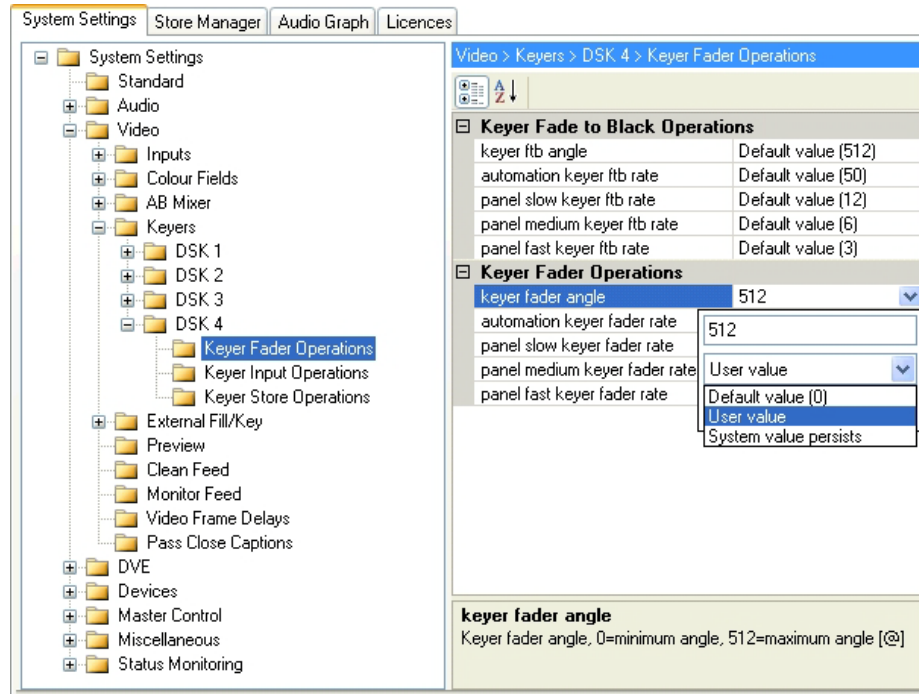 System Settings Store Manager Audio Graph Licences
System Settings
Standard
Audio
Video
Inputs
Colour Fields
AB Mixer
Keyers
DSK 1
DSK 2
DSK 3
DSK 4
Keyer Fader Operations
Keyer Input Operations
Keyer Store Operations
External Fill/Key
Preview
Clean Feed
Monitor Feed
Video Frame Delays
Pass Close Captions
DVE
Devices
Master Control
Miscellaneous
Status Monitoring
Video > Keyers > DSK 4 > Keyer Fader Operations
A
Z
Keyer Fade to Black Operations
keyer ftb angle Default value (512)
automation keyer ftb rate Default value (50)
panel slow keyer ftb rate Default value (12)
panel medium keyer ftb rate Default value (6)
panel fast keyer ftb rate Default value (3)
Keyer Fader Operations
keyer fader angle 512
automation keyer fader rate
panel slow keyer fader rate
panel medium keyer fader rate
panel fast keyer fader rate
512
User value
Default value (0)
User value
System value persists
keyer fader angle
Keyer fader angle, 0=minimum angle, 512=maximum angle [@]